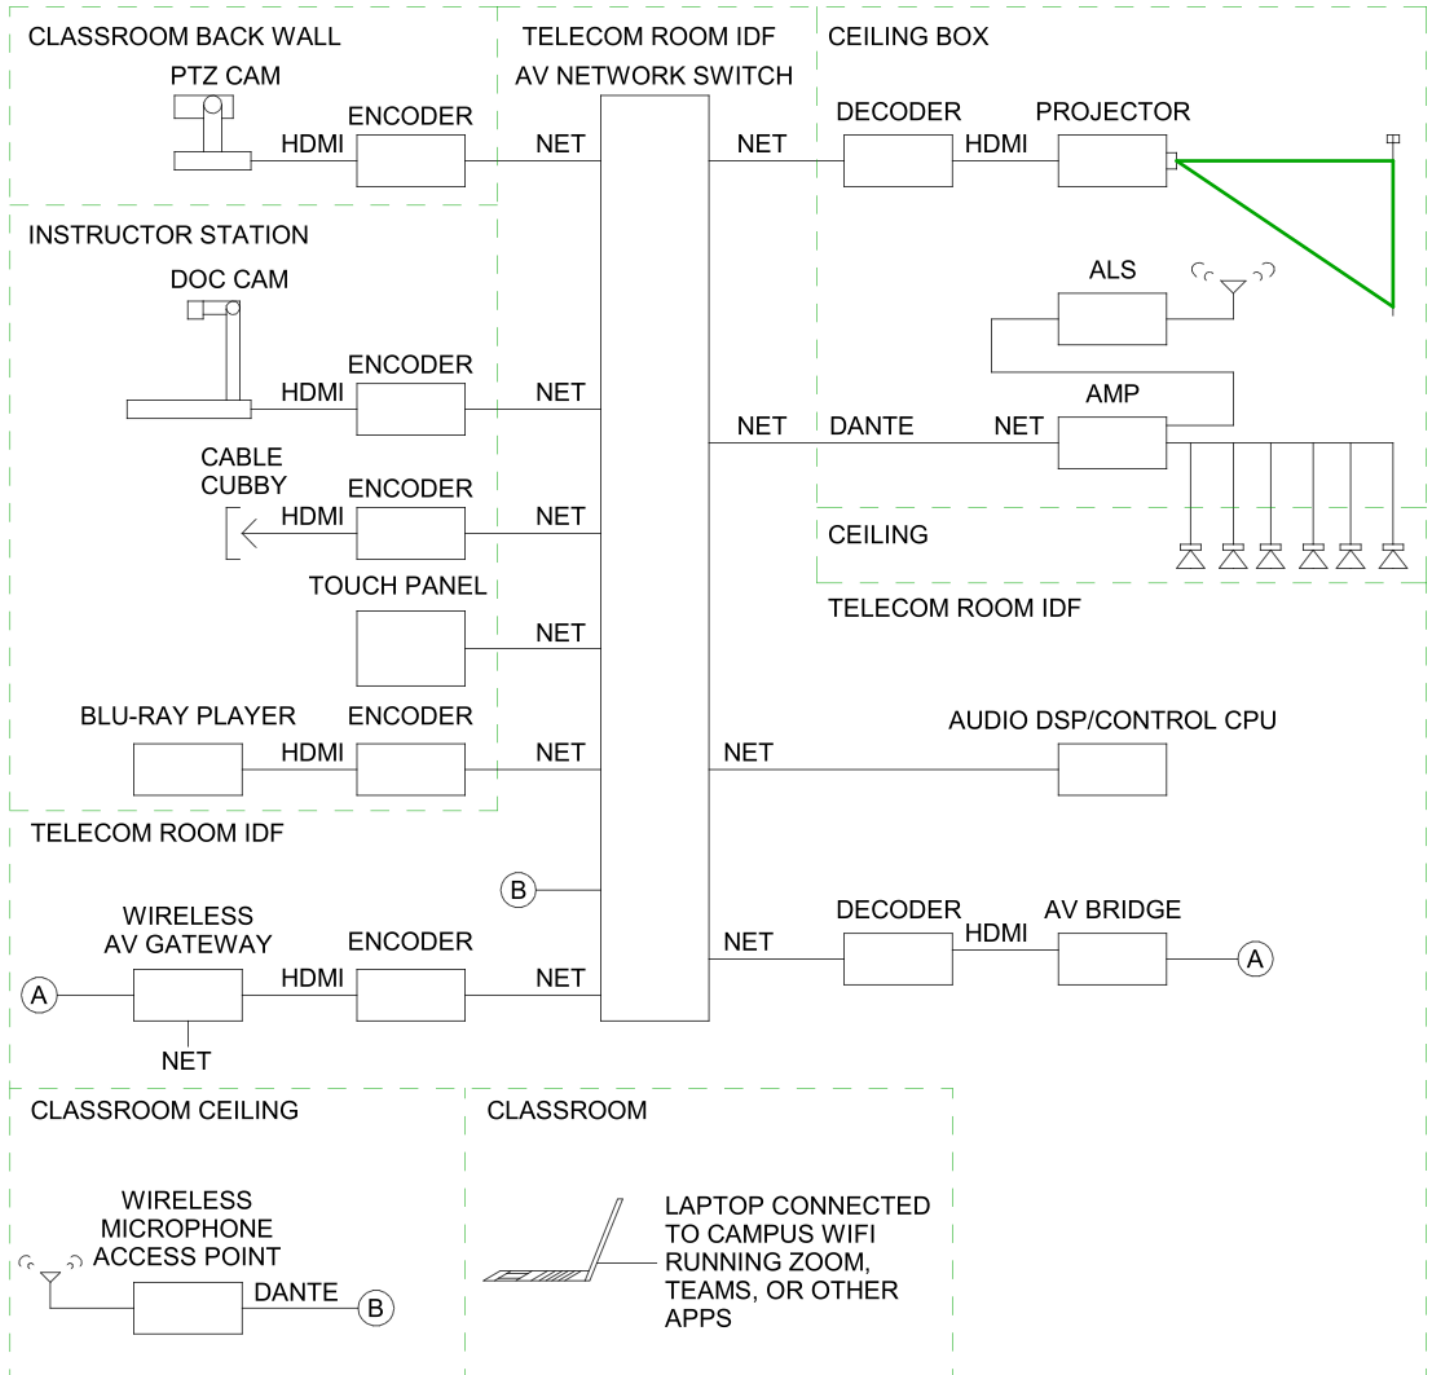 CLASSROOM BACK WALL
PTZ CAM
HDMI
ENCODER
NET
TELECOM ROOM IDF
AV NETWORK SWITCH
CEILING BOX
NET
DECODER
HDMI
PROJECTOR
ALS
AMP
NET
DANTE
NET
CEILING
INSTRUCTOR STATION
DOC CAM
HDMI
ENCODER
NET
CABLE
CUBBY
HDMI
ENCODER
NET
TOUCH PANEL
NET
BLU-RAY PLAYER
HDMI
ENCODER
NET
TELECOM ROOM IDF
AUDIO DSP/CONTROL CPU
NET
DECODER
NET
HDMI
AV BRIDGE
A
TELECOM ROOM IDF
B
WIRELESS
AV GATEWAY
A
HDMI
ENCODER
NET
NET
CLASSROOM CEILING
WIRELESS
MICROPHONE
ACCESS POINT
DANTE
B
CLASSROOM
LAPTOP CONNECTED
TO CAMPUS WIFI
RUNNING ZOOM,
TEAMS, OR OTHER
APPS